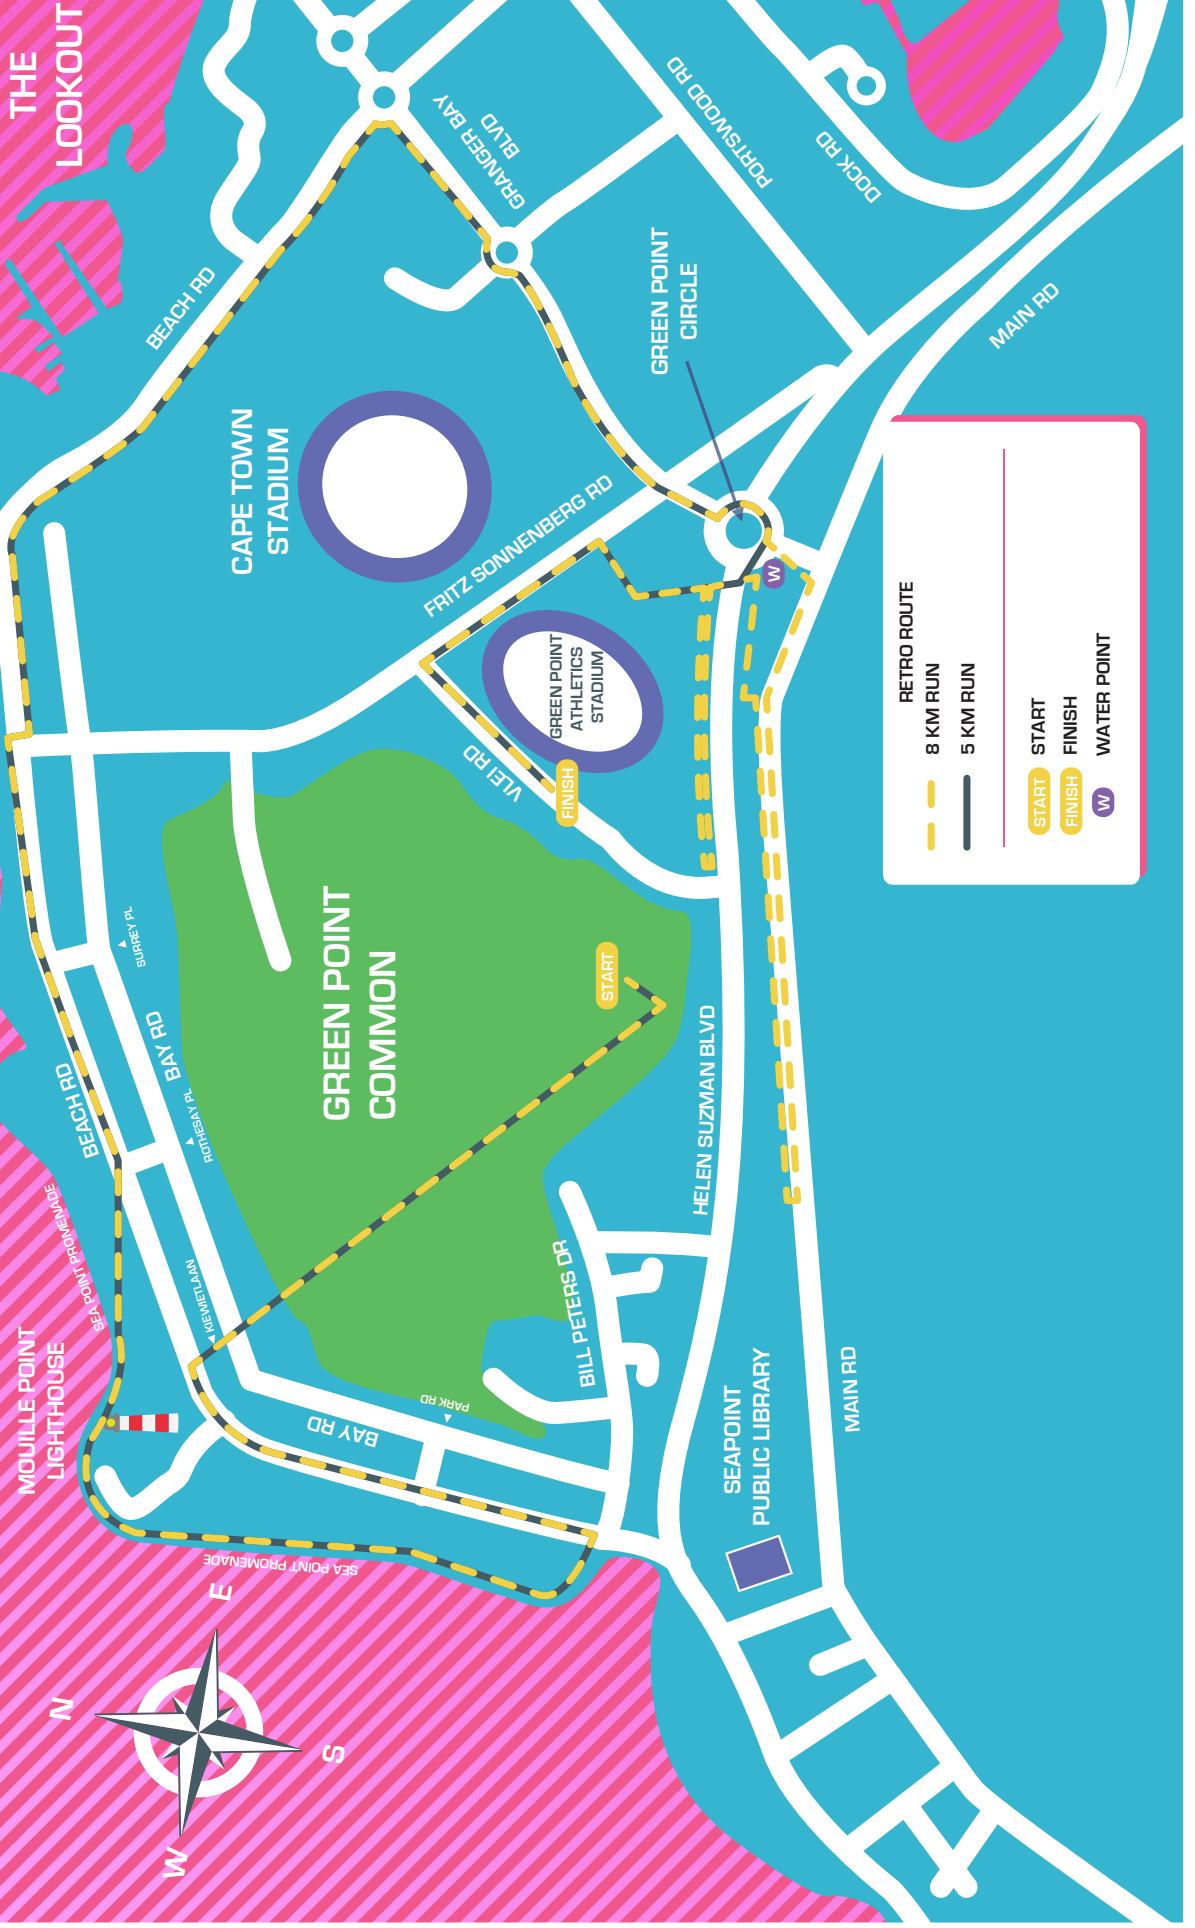 THE
LOOKOUT
BEACH RD
GRANGER BAY
BLVD
PORTSWOOD RD
DOCK RD
MAIN RD
GREEN POINT
CIRCLE
CAPE TOWN
STADIUM
FRITZ SONNENBERG RD
GREEN POINT
ATHLETICS
STADIUM
VLEI RD
FINISH
W
START
GREEN POINT
COMMON
SURREY PL
BAY RD
ROTHESAY PL
BEACH RD
SEA POINT PROMENADE
KIEWIETLAAN
MOUILLE POINT
LIGHTHOUSE
BAY RD
PARK RD
BILL PETERS DR
HELEN SUZMAN BLVD
SEAPOINT
PUBLIC LIBRARY
MAIN RD
SEA POINT PROMENADE
N
E
S
W
RETRO ROUTE
8 KM RUN
5 KM RUN
START START
FINISH FINISH
W WATER POINT